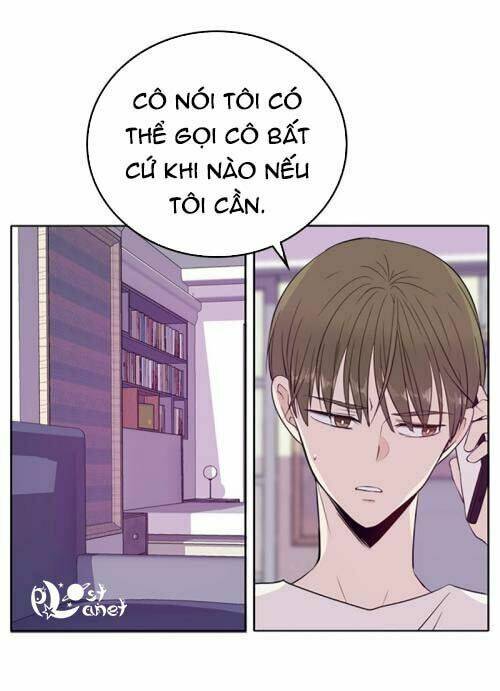 CÔ NÓI TÔI CÓ
THỂ GỌI CÔ BẤT
CỨ KHI NÀO NẾU
TÔI CẦN.
Lost
Planet